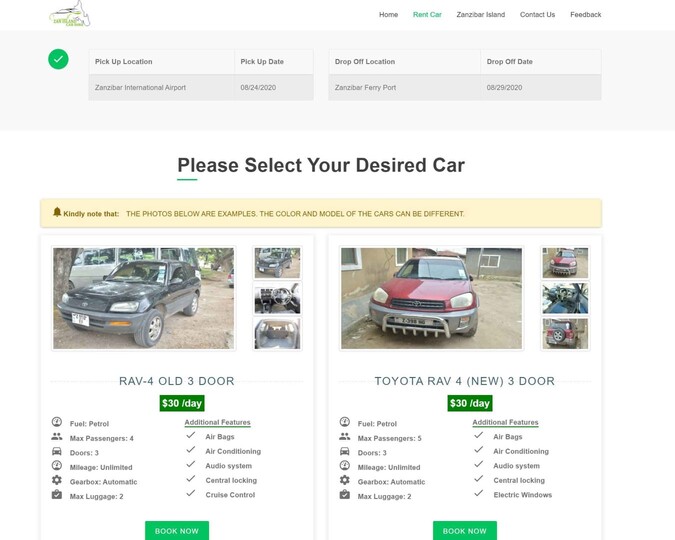 Home Rent Car Zanzibar Island Contact Us Feedback
Pick Up Location Pick Up Date Drop Off Location Drop Off Date
Zanzibar International Airport 08/24/2020 Zanzibar Ferry Port 08/29/2020
Please Select Your Desired Car
Kindly note that: THE PHOTOS BELOW ARE EXAMPLES. THE COLOR AND MODEL OF THE CARS CAN BE DIFFERENT.
RAV-4 OLD 3 DOOR
$30 /day
Fuel: Petrol
Max Passengers: 4
Doors: 3
Mileage: Unlimited
Gearbox: Automatic
Max Luggage: 2
Additional Features
Air Bags
Air Conditioning
Audio system
Central locking
Cruise Control
BOOK NOW
TOYOTA RAV 4 (NEW) 3 DOOR
$30 /day
Fuel: Petrol
Max Passengers: 5
Doors: 3
Mileage: Unlimited
Gearbox: Automatic
Max Luggage: 2
Additional Features
Air Bags
Air Conditioning
Audio system
Central locking
Electric Windows
BOOK NOW